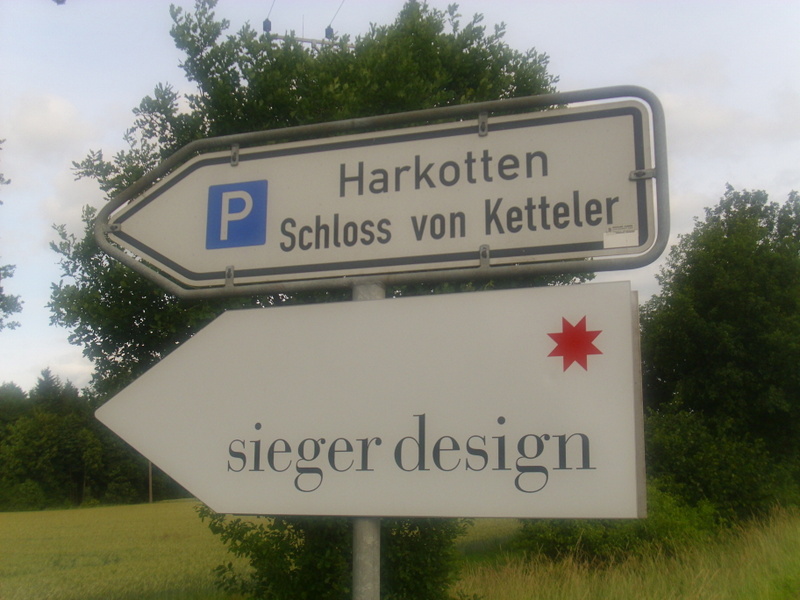 P
Harkotten
Schloss von Ketteler
sieger design